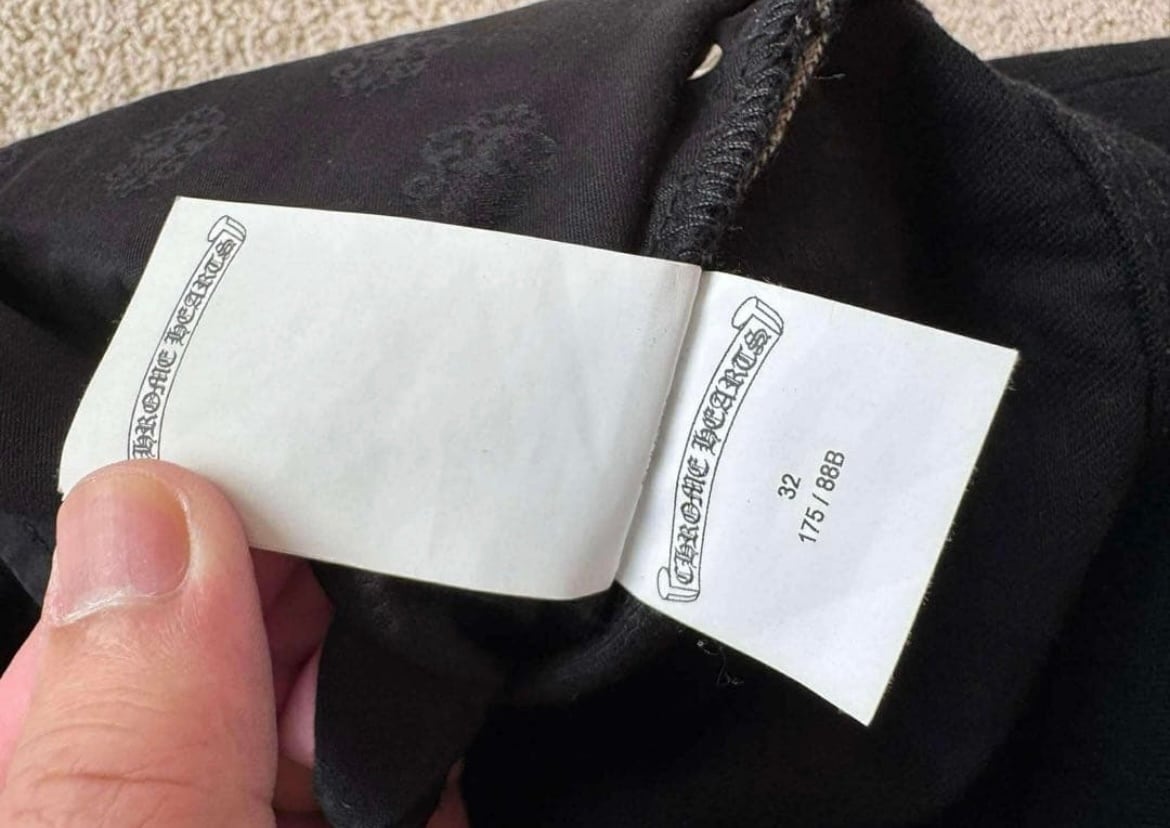 CHROME HEARTS
CHROME HEARTS
32
175 / 88B